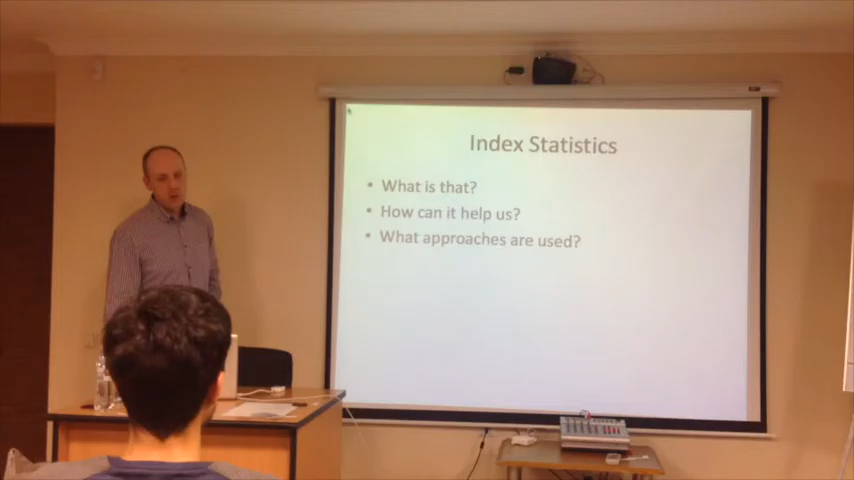 Index Statistics
• What is that?
• How can it help us?
• What approaches are used?